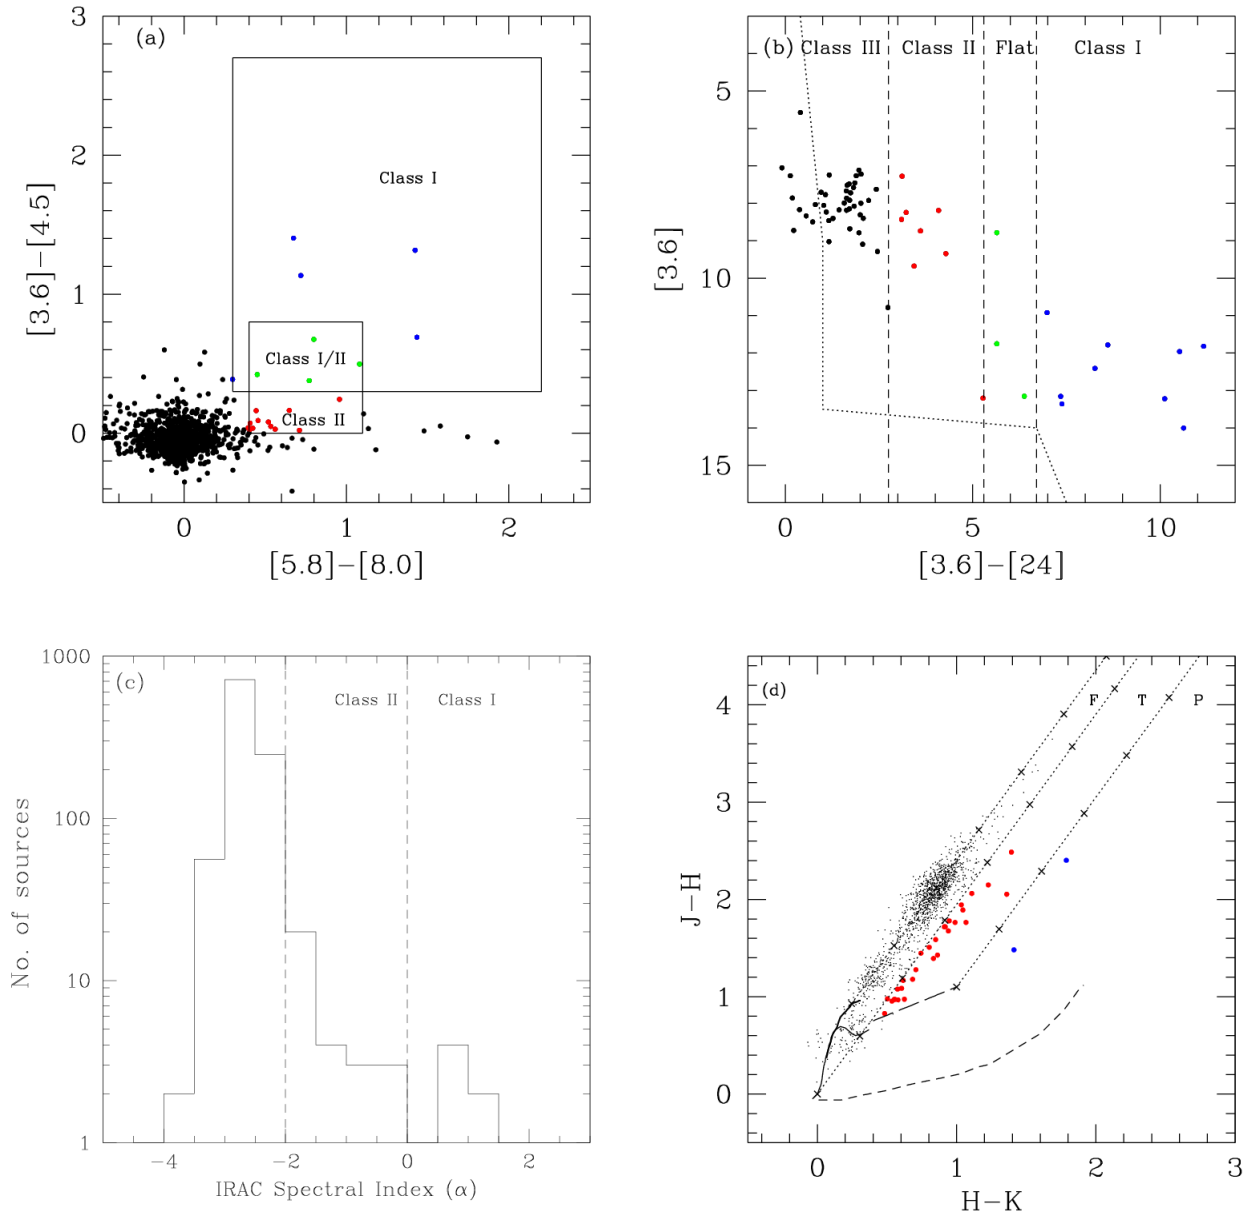 (a)
3
2
1
0
[3.6]−[4.5]
Class I
Class I/II
Class II
0
1
2
[5.8]−[8.0]
(b)
Class III
Class II
Flat
Class I
5
10
15
[3.6]
0
5
10
[3.6]−[24]
(c)
Class II
Class I
1000
100
10
1
No. of sources
−4
−2
0
2
IRAC Spectral Index (α)
(d)
F
T
P
4
3
2
1
0
J−H
0
1
2
3
H−K